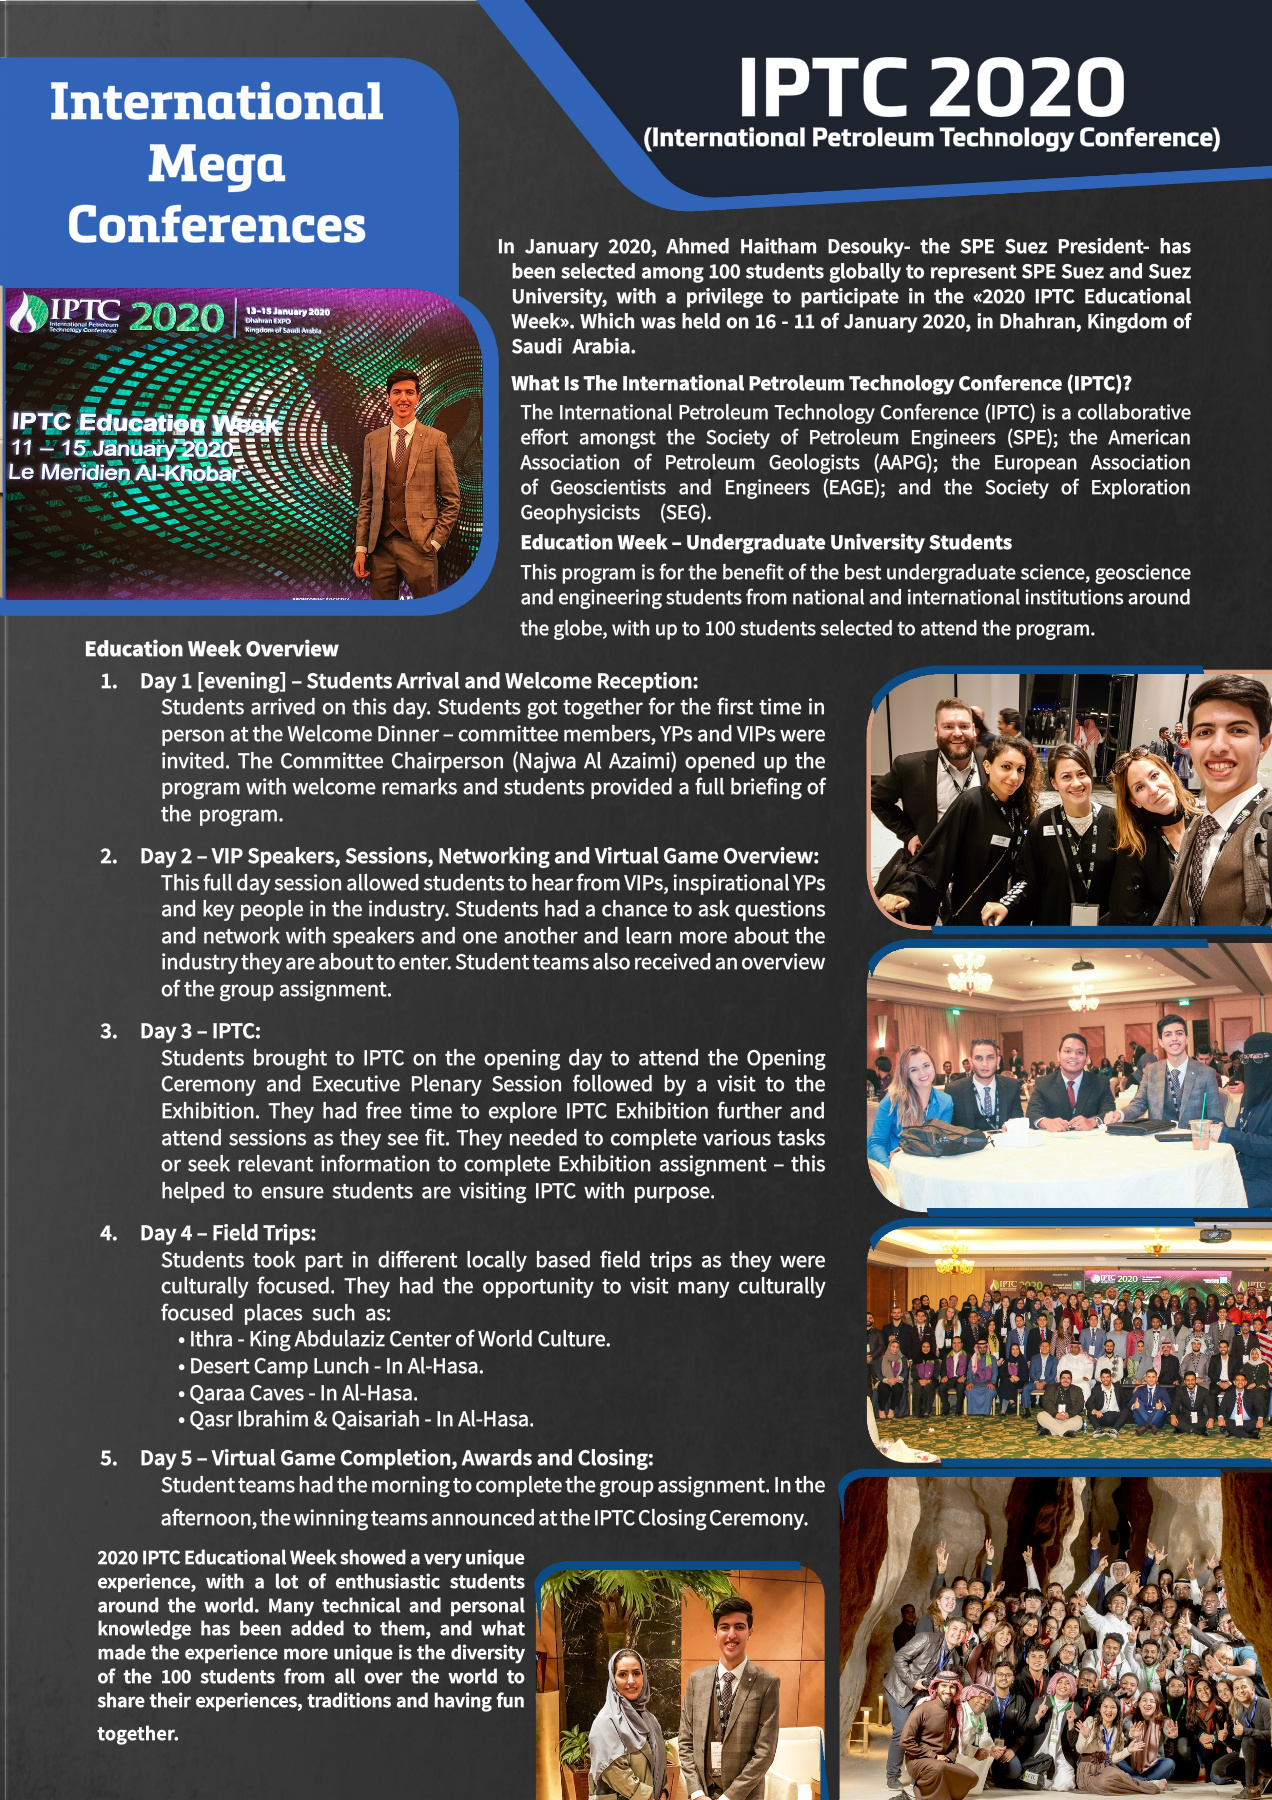 International
Mega
Conferences
IPTC 2020
(International Petroleum Technology Conference)
IPTC
International Petroleum
Technology Conference
2020
13–15 January 2020
Dhahran EXPO
Kingdom of Saudi Arabia
IPTC Education Week
11 – 15 January 2020
Le Meridien Al-Khobar
In January 2020, Ahmed Haitham Desouky- the SPE Suez President- has
been selected among 100 students globally to represent SPE Suez and Suez
University, with a privilege to participate in the «2020 IPTC Educational
Week». Which was held on 16 - 11 of January 2020, in Dhahran, Kingdom of
Saudi Arabia.
What Is The International Petroleum Technology Conference (IPTC)?
The International Petroleum Technology Conference (IPTC) is a collaborative
effort amongst the Society of Petroleum Engineers (SPE); the American
Association of Petroleum Geologists (AAPG); the European Association
of Geoscientists and Engineers (EAGE); and the Society of Exploration
Geophysicists (SEG).
Education Week – Undergraduate University Students
This program is for the benefit of the best undergraduate science, geoscience
and engineering students from national and international institutions around
the globe, with up to 100 students selected to attend the program.
Education Week Overview
1. Day 1 [evening] – Students Arrival and Welcome Reception:
Students arrived on this day. Students got together for the first time in
person at the Welcome Dinner – committee members, YPs and VIPs were
invited. The Committee Chairperson (Najwa Al Azaimi) opened up the
program with welcome remarks and students provided a full briefing of
the program.
2. Day 2 – VIP Speakers, Sessions, Networking and Virtual Game Overview:
This full day session allowed students to hear from VIPs, inspirational YPs
and key people in the industry. Students had a chance to ask questions
and network with speakers and one another and learn more about the
industry they are about to enter. Student teams also received an overview
of the group assignment.
3. Day 3 – IPTC:
Students brought to IPTC on the opening day to attend the Opening
Ceremony and Executive Plenary Session followed by a visit to the
Exhibition. They had free time to explore IPTC Exhibition further and
attend sessions as they see fit. They needed to complete various tasks
or seek relevant information to complete Exhibition assignment – this
helped to ensure students are visiting IPTC with purpose.
4. Day 4 – Field Trips:
Students took part in different locally based field trips as they were
culturally focused. They had the opportunity to visit many culturally
focused places such as:
• Ithra - King Abdulaziz Center of World Culture.
• Desert Camp Lunch - In Al-Hasa.
• Qaraa Caves - In Al-Hasa.
• Qasr Ibrahim & Qaisariah - In Al-Hasa.
5. Day 5 – Virtual Game Completion, Awards and Closing:
Student teams had the morning to complete the group assignment. In the
afternoon, the winning teams announced at the IPTC Closing Ceremony.
2020 IPTC Educational Week showed a very unique
experience, with a lot of enthusiastic students
around the world. Many technical and personal
knowledge has been added to them, and what
made the experience more unique is the diversity
of the 100 students from all over the world to
share their experiences, traditions and having fun
together.
IPTC 2020
IPTC 2020
IPTC